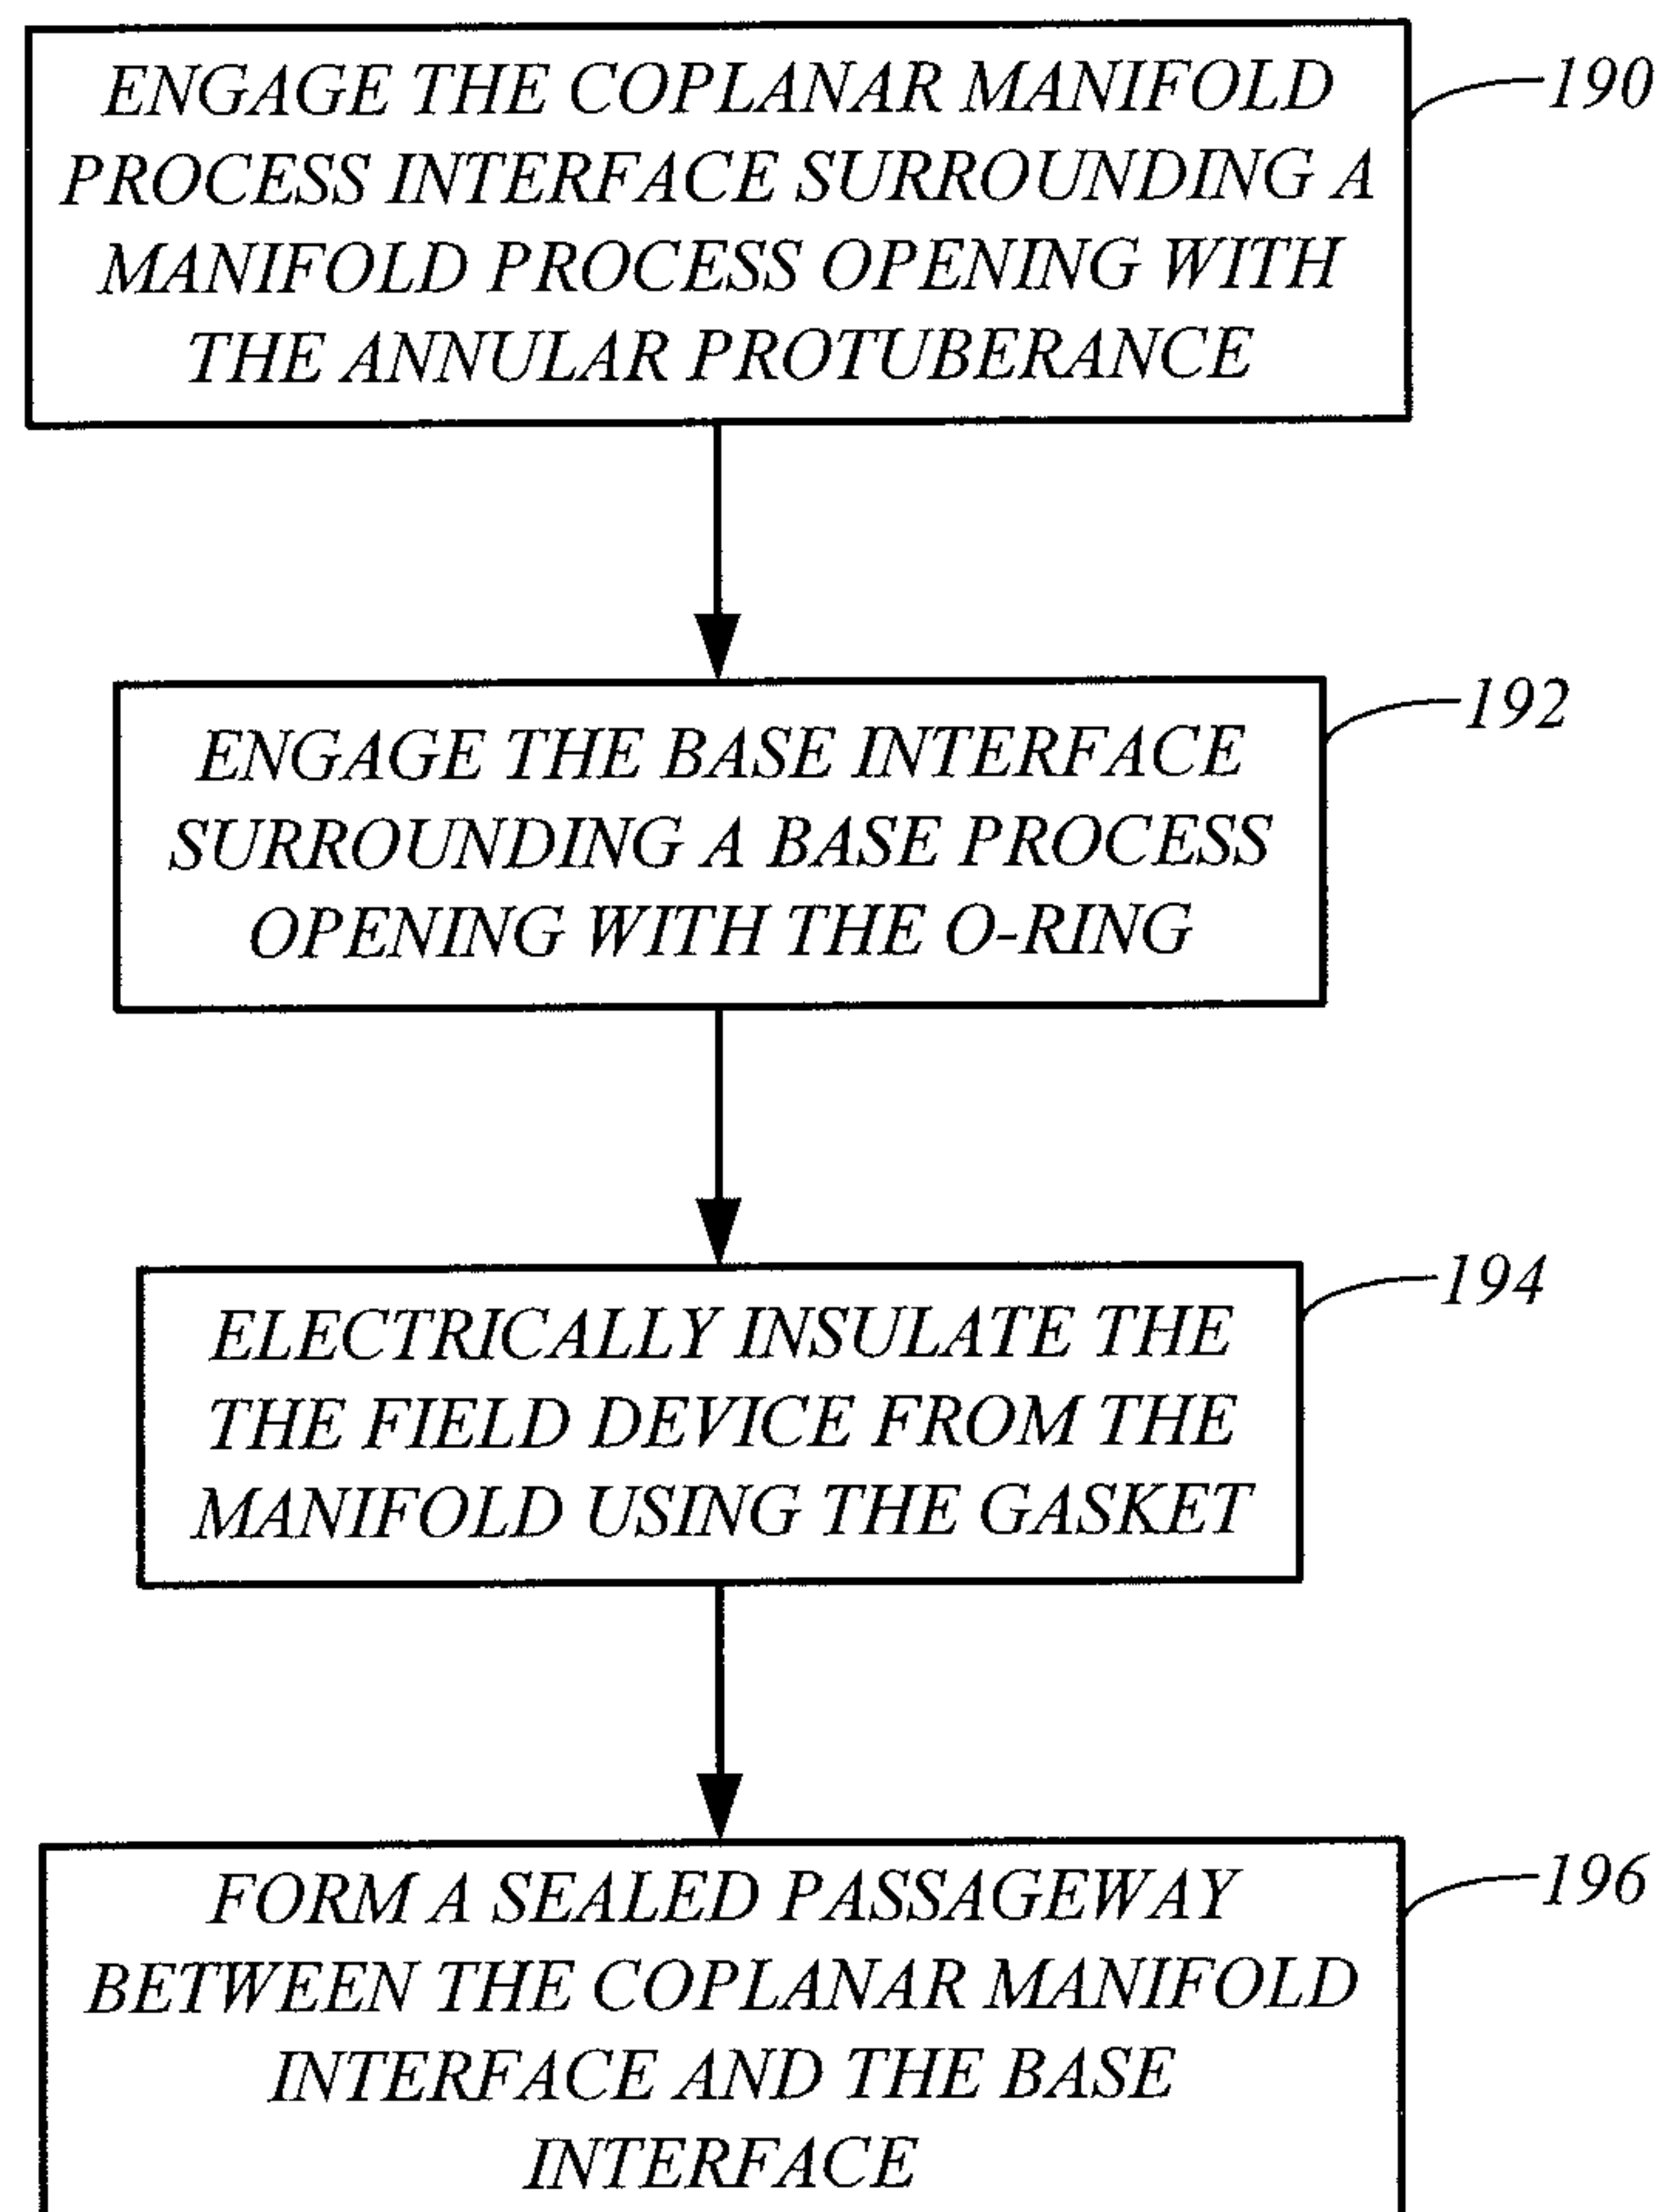 ENGAGE THE COPLANAR MANIFOLD
PROCESS INTERFACE SURROUNDING A
MANIFOLD PROCESS OPENING WITH
THE ANNULAR PROTUBERANCE
190
ENGAGE THE BASE INTERFACE
SURROUNDING A BASE PROCESS
OPENING WITH THE O-RING
192
ELECTRICALLY INSULATE THE
THE FIELD DEVICE FROM THE
MANIFOLD USING THE GASKET
194
FORM A SEALED PASSAGEWAY
BETWEEN THE COPLANAR MANIFOLD
INTERFACE AND THE BASE
INTERFACE
196